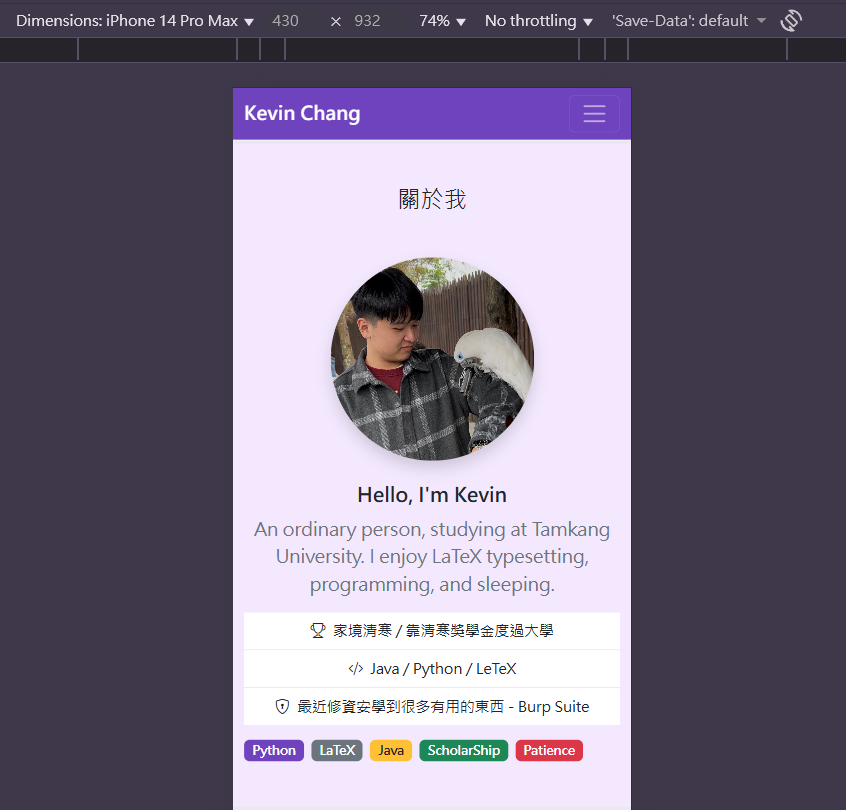 Dimensions: iPhone 14 Pro Max 430 × 932 74% No throttling 'Save-Data': default
Kevin Chang
關於我
Hello, I'm Kevin
An ordinary person, studying at Tamkang
University. I enjoy LaTeX typesetting,
programming, and sleeping.
家境清寒 / 靠清寒獎學金度過大學
</> Java / Python / LeTeX
最近修資安學到很多有用的東西 - Burp Suite
Python LaTeX Java ScholarShip Patience